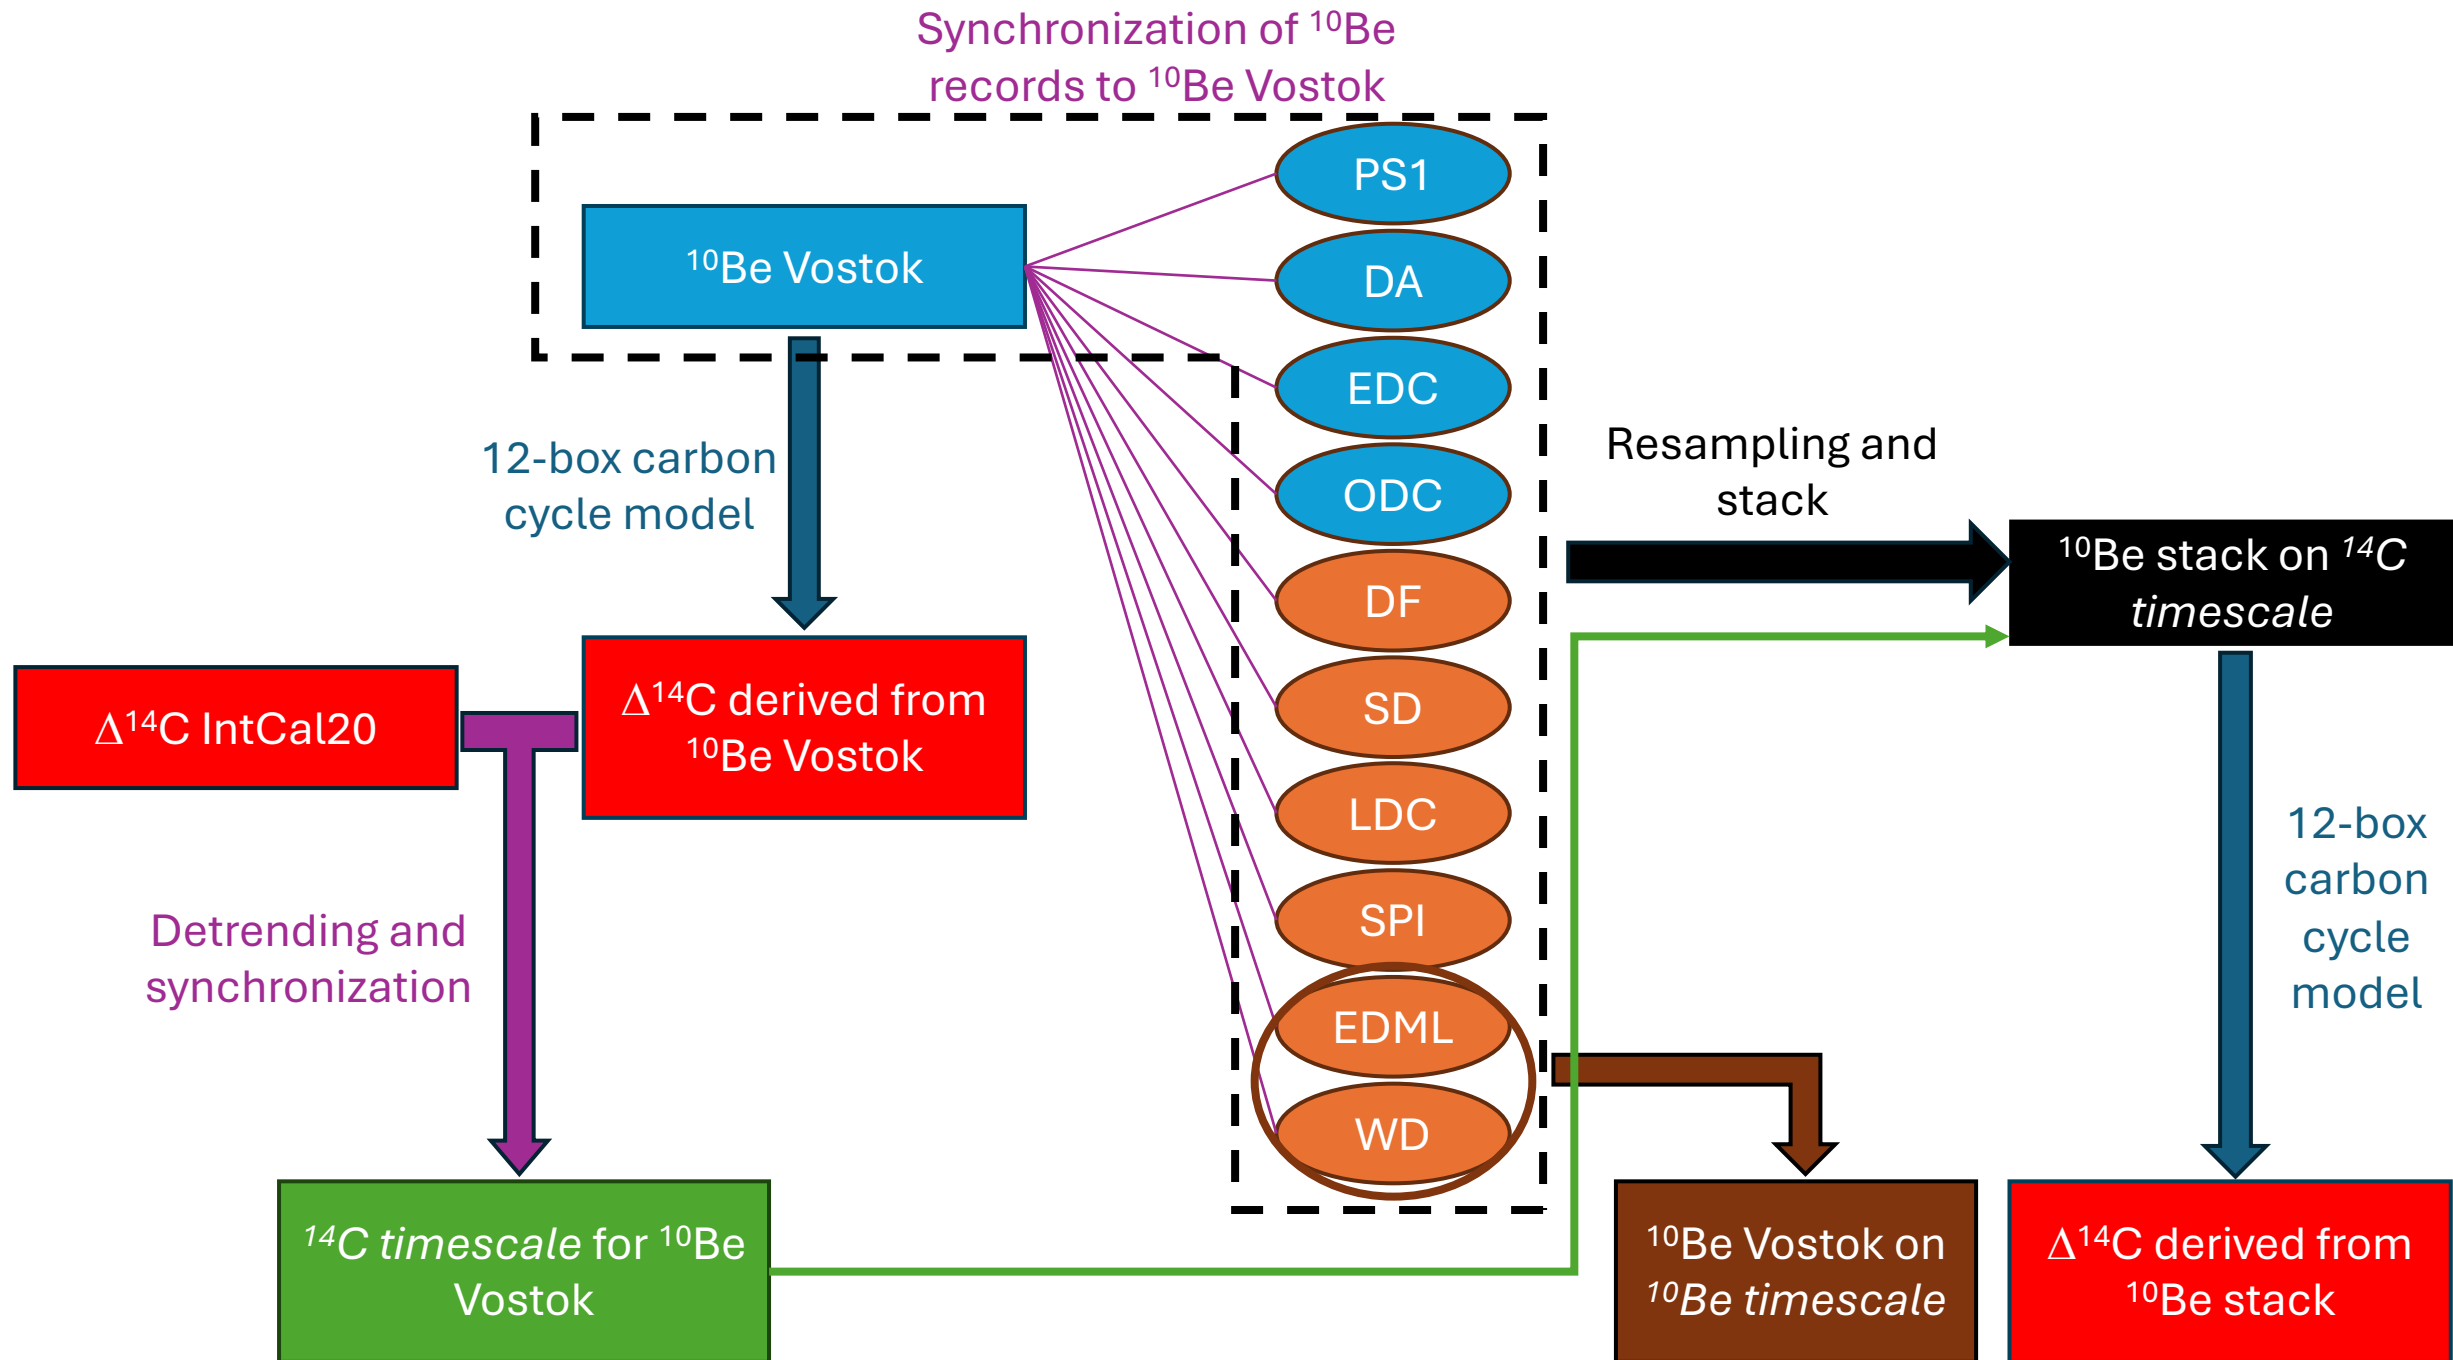 Synchronization of ¹⁰Be
records to ¹⁰Be Vostok
¹⁰Be Vostok
PS1
DA
EDC
ODC
DF
SD
LDC
SPI
EDML
WD
12-box carbon
cycle model
Δ¹⁴C IntCal20
Δ¹⁴C derived from
¹⁰Be Vostok
Detrending and
synchronization
¹⁴C timescale for ¹⁰Be
Vostok
Resampling and
stack
¹⁰Be stack on ¹⁴C
timescale
12-box
carbon
cycle
model
¹⁰Be Vostok on
¹⁰Be timescale
Δ¹⁴C derived from
¹⁰Be stack